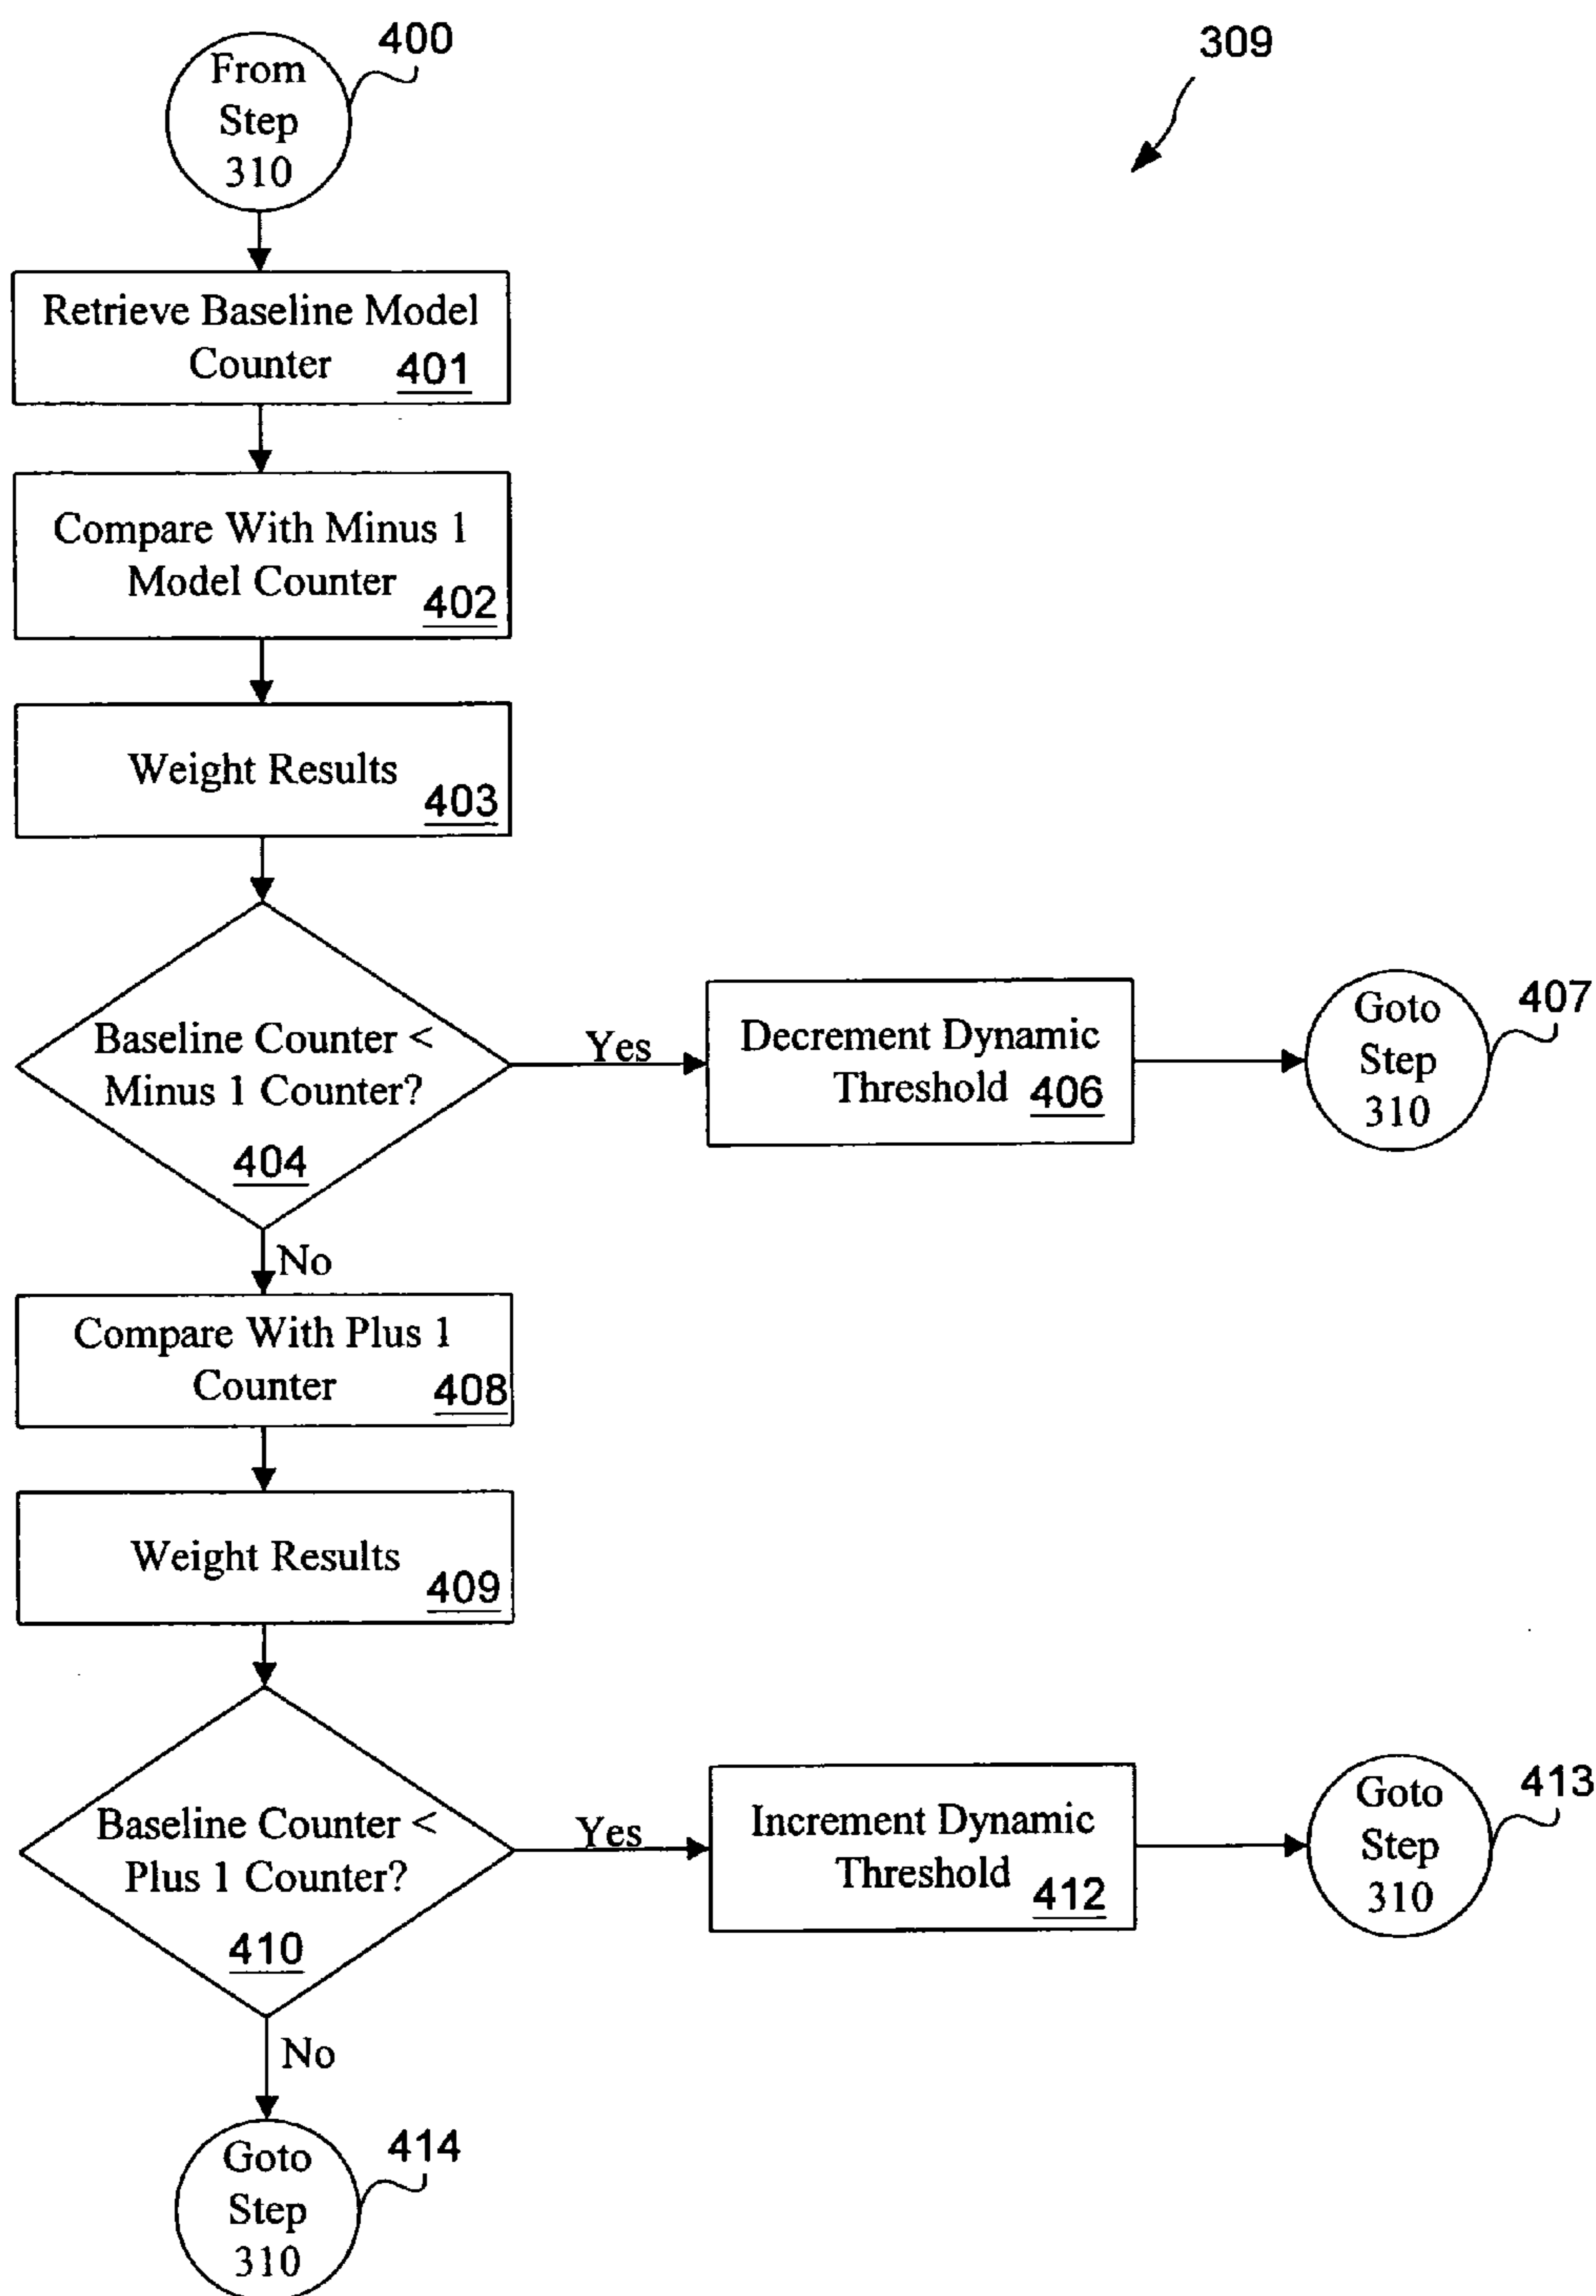 400
309
From
Step
310
Retrieve Baseline Model
Counter 401
Compare With Minus 1
Model Counter 402
Weight Results
403
Baseline Counter <
Minus 1 Counter?
404
Yes
Decrement Dynamic
Threshold 406
Goto
Step
310
407
No
Compare With Plus 1
Counter 408
Weight Results
409
Baseline Counter <
Plus 1 Counter?
410
Yes
Increment Dynamic
Threshold 412
Goto
Step
310
413
No
Goto
Step
310
414